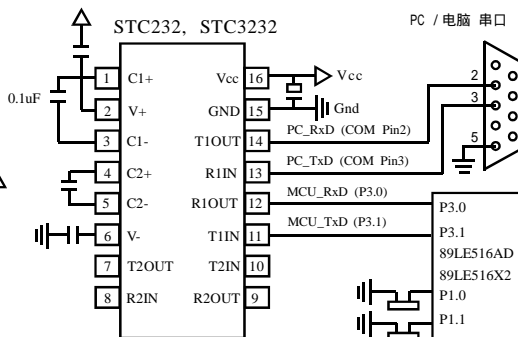 STC232, STC3232
PC / 电脑 串口
0.1uF
1 C1+ Vcc 16 Vcc
2 V+ GND 15 Gnd
3 C1- T1OUT 14 PC_RxD (COM Pin2) 2
4 C2+ R1IN 13 PC_TxD (COM Pin3) 3
5
5 C2- R1OUT 12 MCU_RxD (P3.0) P3.0
6 V- T1IN 11 MCU_TxD (P3.1) P3.1
7 T2OUT T2IN 10
8 R2IN R2OUT 9
89LE516AD
89LE516X2
P1.0
P1.1